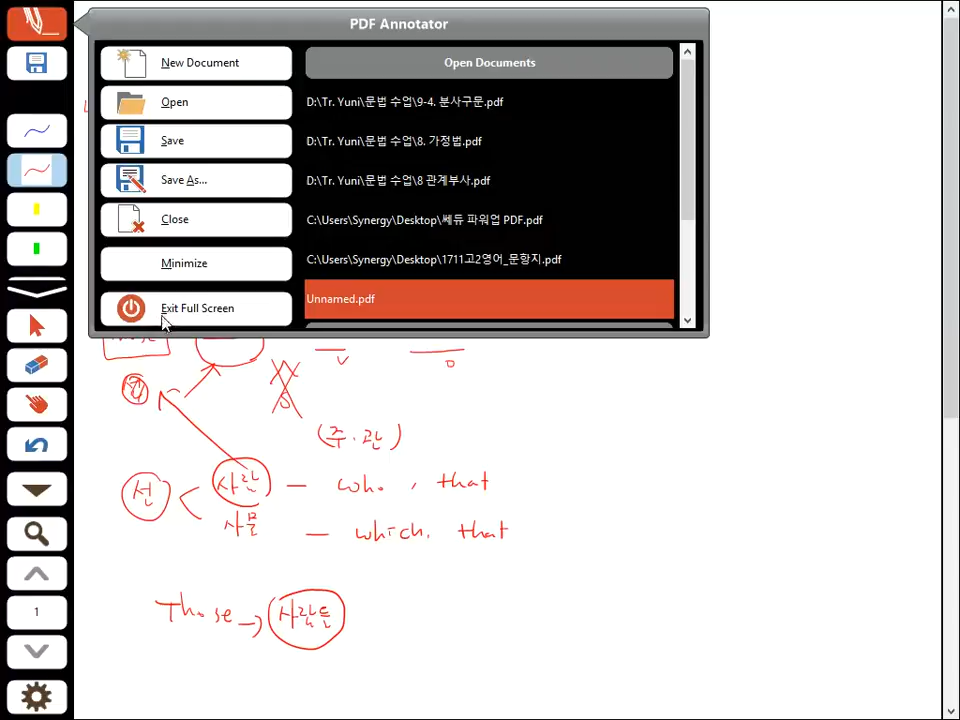 PDF Annotator
New Document
Open
Save
Save As...
Close
Minimize
Exit Full Screen
Open Documents
D:\Tr. Yuni\문법 수업\9-4. 분사구문.pdf
D:\Tr. Yuni\문법 수업\8. 가정법.pdf
D:\Tr. Yuni\문법 수업\8 관계부사.pdf
C:\Users\Synergy\Desktop\쎄듀 파워업 PDF.pdf
C:\Users\Synergy\Desktop\1711고2영어_문항지.pdf
Unnamed.pdf
V
O
(주·관)
선
사람 — who, that
사물 — which, that
Those → 사람들
1